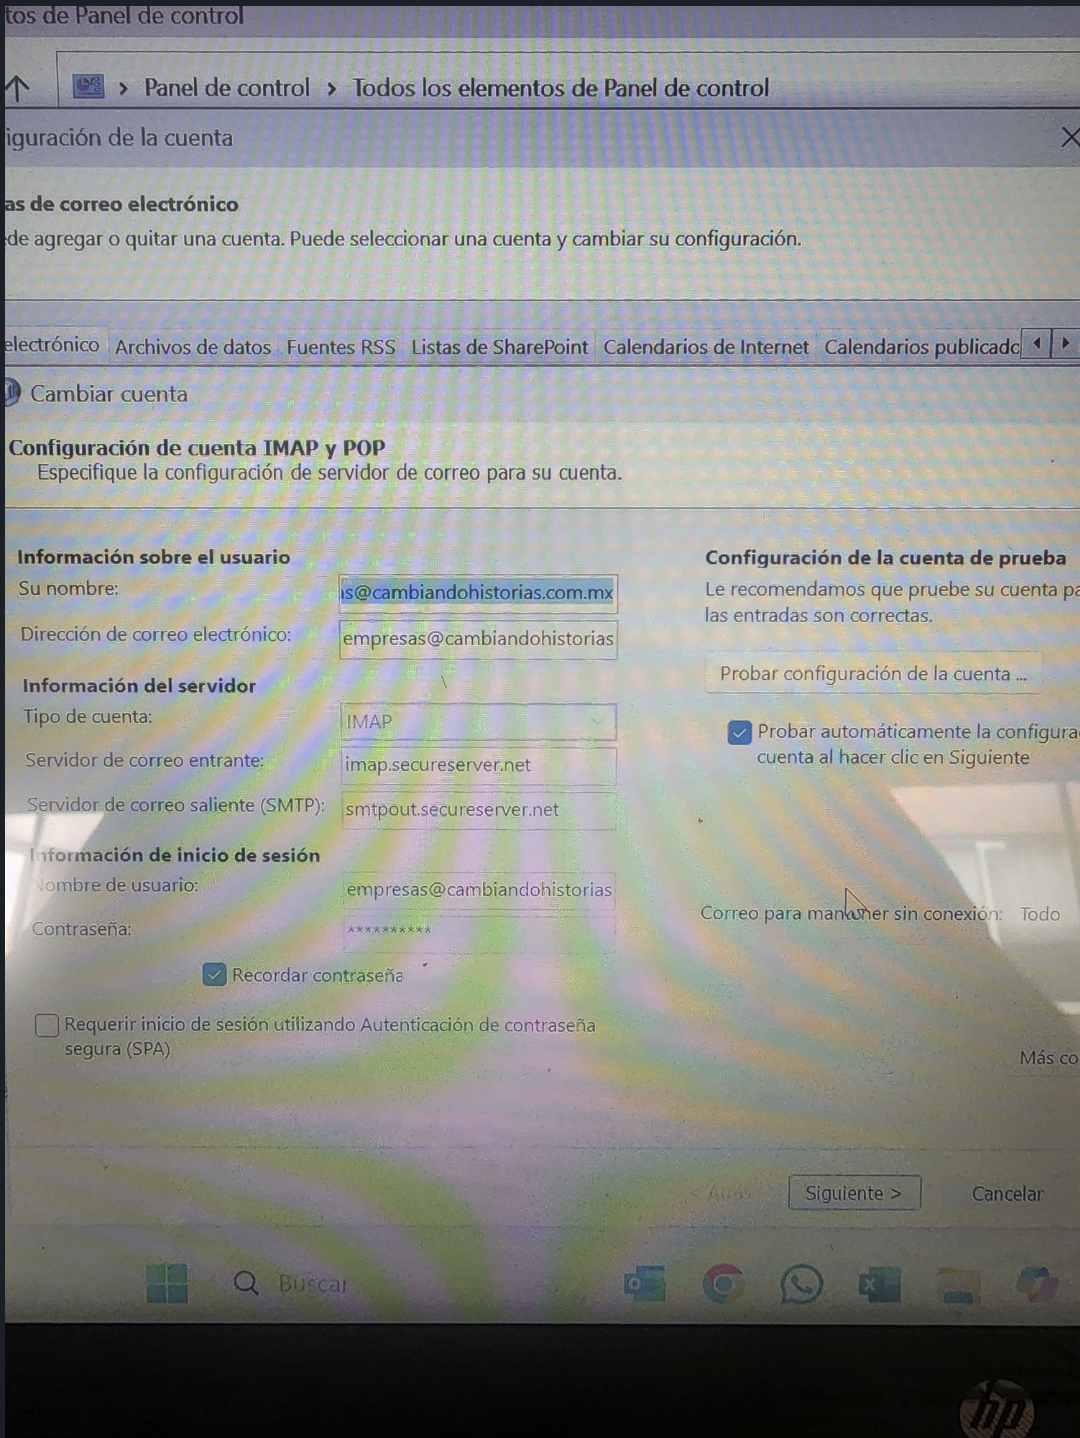 tos de Panel de control
Panel de control > Todos los elementos de Panel de control
iguración de la cuenta
as de correo electrónico
de agregar o quitar una cuenta. Puede seleccionar una cuenta y cambiar su configuración.
electrónico Archivos de datos Fuentes RSS Listas de SharePoint Calendarios de Internet Calendarios publicado
Cambiar cuenta
Configuración de cuenta IMAP y POP
Especifique la configuración de servidor de correo para su cuenta.
Información sobre el usuario
Su nombre: as@cambiandohistorias.com.mx
Dirección de correo electrónico: empresas@cambiandohistorias
Información del servidor
Tipo de cuenta: IMAP
Servidor de correo entrante: imap.secureserver.net
Servidor de correo saliente (SMTP): smtpout.secureserver.net
Información de inicio de sesión
Nombre de usuario: empresas@cambiandohistorias
Contraseña: **********
Recordar contraseña
Requerir inicio de sesión utilizando Autenticación de contraseña
segura (SPA)
Configuración de la cuenta de prueba
Le recomendamos que pruebe su cuenta pa
las entradas son correctas.
Probar configuración de la cuenta ...
Probar automáticamente la configura
cuenta al hacer clic en Siguiente
Correo para mantener sin conexión: Todo
Más co
< Atrás Siguiente > Cancelar
Buscar
hp